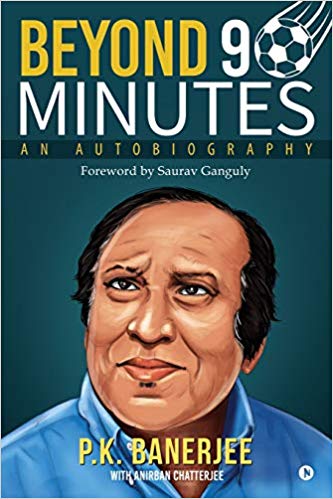 BEYOND 90
MINUTES
AN AUTOBIOGRAPHY
Foreword by Saurav Ganguly
P.K. BANERJEE
WITH ANIRBAN CHATTERJEE
N